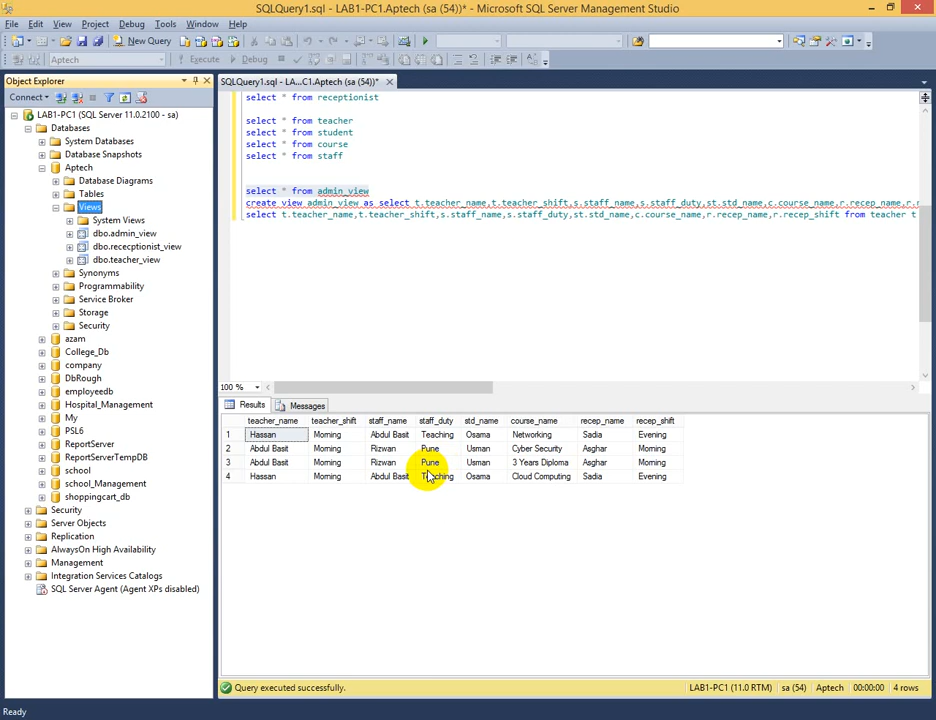 SQLQuery1.sql - LAB1-PC1.Aptech (sa (54))* - Microsoft SQL Server Management Studio
File Edit View Project Debug Tools Window Help
New Query
Aptech Execute Debug
Object Explorer
SQLQuery1.sql - LA...C1.Aptech (sa (54))*
Connect
LAB1-PC1 (SQL Server 11.0.2100 - sa)
Databases
System Databases
Database Snapshots
Aptech
Database Diagrams
Tables
Views
System Views
dbo.admin_view
dbo.rececptionist_view
dbo.teacher_view
Synonyms
Programmability
Service Broker
Storage
Security
azam
College_Db
company
DbRough
employeedb
Hospital_Management
My
PSL6
ReportServer
ReportServerTempDB
school
school_Management
shoppingcart_db
Security
Server Objects
Replication
AlwaysOn High Availability
Management
Integration Services Catalogs
SQL Server Agent (Agent XPs disabled)
select * from receptionist
select * from teacher
select * from student
select * from course
select * from staff
select * from admin_view
create view admin_view as select t.teacher_name,t.teacher_shift,s.staff_name,s.staff_duty,st.std_name,c.course_name,r.recep_name,r.r
select t.teacher_name,t.teacher_shift,s.staff_name,s.staff_duty,st.std_name,c.course_name,r.recep_name,r.recep_shift from teacher t
100 %
Results Messages
teacher_name teacher_shift staff_name staff_duty std_name course_name recep_name recep_shift
1 Hassan Morning Abdul Basit Teaching Osama Networking Sadia Evening
2 Abdul Basit Morning Rizwan Pune Usman Cyber Security Asghar Morning
3 Abdul Basit Morning Rizwan Pune Usman 3 Years Diploma Asghar Morning
4 Hassan Morning Abdul Basit Teaching Osama Cloud Computing Sadia Evening
Query executed successfully. LAB1-PC1 (11.0 RTM) sa (54) Aptech 00:00:00 4 rows
Ready